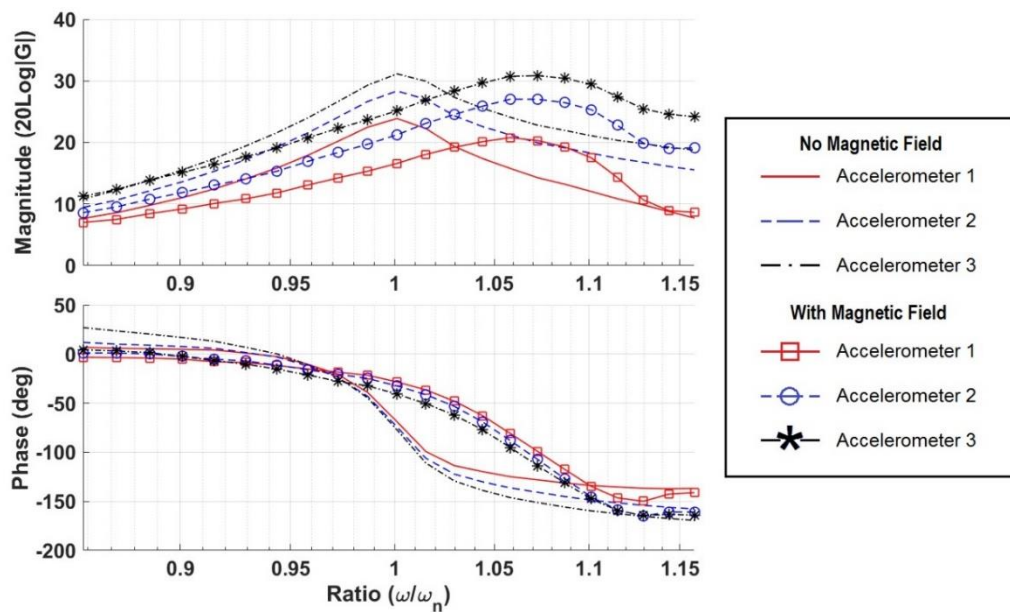 Magnitude (20Log|G|)
40
30
20
10
0
0.9 0.95 1 1.05 1.1 1.15
Phase (deg)
50
0
-50
-100
-150
-200
0.9 0.95 1 1.05 1.1 1.15
Ratio (ω/ωn)
No Magnetic Field
Accelerometer 1
Accelerometer 2
Accelerometer 3
With Magnetic Field
Accelerometer 1
Accelerometer 2
Accelerometer 3